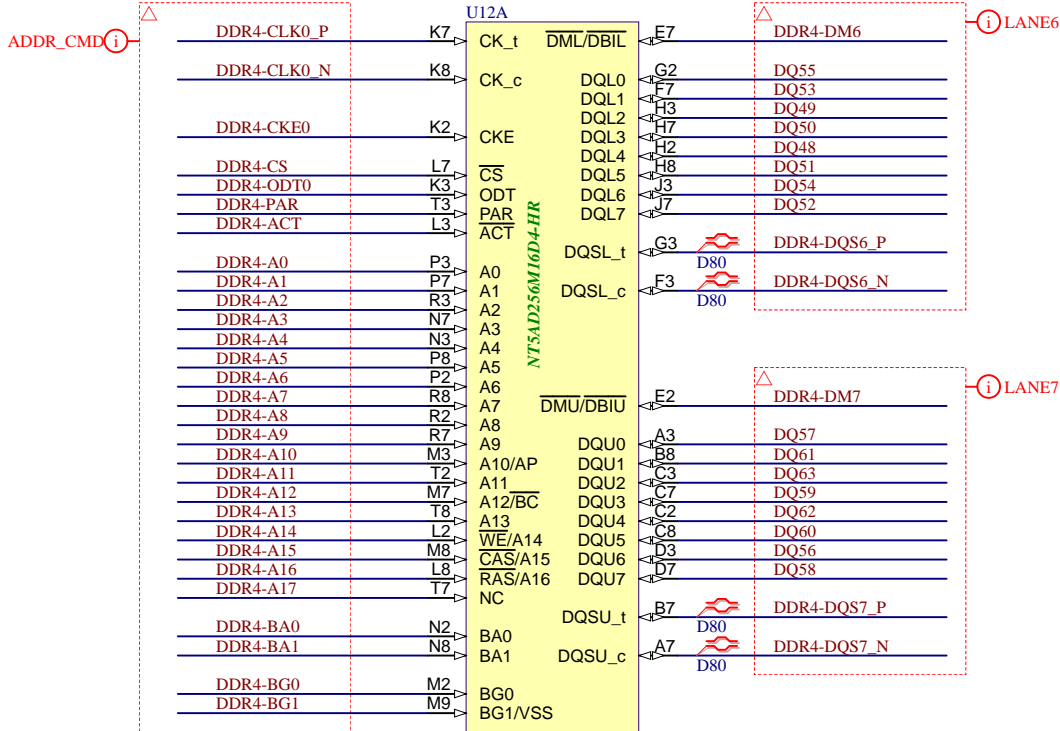 U12A
ADDR_CMD i
i LANE6
DDR4-CLK0_P K7 CK_t DML/DBIL E7 DDR4-DM6
DDR4-CLK0_N K8 CK_c DQL0 G2 DQ55
DQL1 F7 DQ53
DQL2 H3 DQ49
DDR4-CKE0 K2 CKE DQL3 H7 DQ50
DQL4 H2 DQ48
DDR4-CS L7 CS DQL5 H8 DQ51
DDR4-ODT0 K3 ODT DQL6 J3 DQ54
DDR4-PAR T3 PAR DQL7 J7 DQ52
DDR4-ACT L3 ACT
DQSL_t G3 DDR4-DQS6_P
D80
DDR4-A0 P3 A0
DDR4-A1 P7 A1 DQSL_c F3 DDR4-DQS6_N
D80
DDR4-A2 R3 A2
DDR4-A3 N7 A3
DDR4-A4 N3 A4
DDR4-A5 P8 A5
NT5AD256M16D4-HR
DDR4-A6 P2 A6
i LANE7
DDR4-A7 R8 A7 DMU/DBIU E2 DDR4-DM7
DDR4-A8 R2 A8
DDR4-A9 R7 A9 DQU0 A3 DQ57
DDR4-A10 M3 A10/AP DQU1 B8 DQ61
DDR4-A11 T2 A11 DQU2 C3 DQ63
DDR4-A12 M7 A12/BC DQU3 C7 DQ59
DDR4-A13 T8 A13 DQU4 C2 DQ62
DDR4-A14 L2 WE/A14 DQU5 C8 DQ60
DDR4-A15 M8 CAS/A15 DQU6 D3 DQ56
DDR4-A16 L8 RAS/A16 DQU7 D7 DQ58
DDR4-A17 T7 NC
DQSU_t B7 DDR4-DQS7_P
D80
DDR4-BA0 N2 BA0
DDR4-BA1 N8 BA1 DQSU_c A7 DDR4-DQS7_N
D80
DDR4-BG0 M2 BG0
DDR4-BG1 M9 BG1/VSS